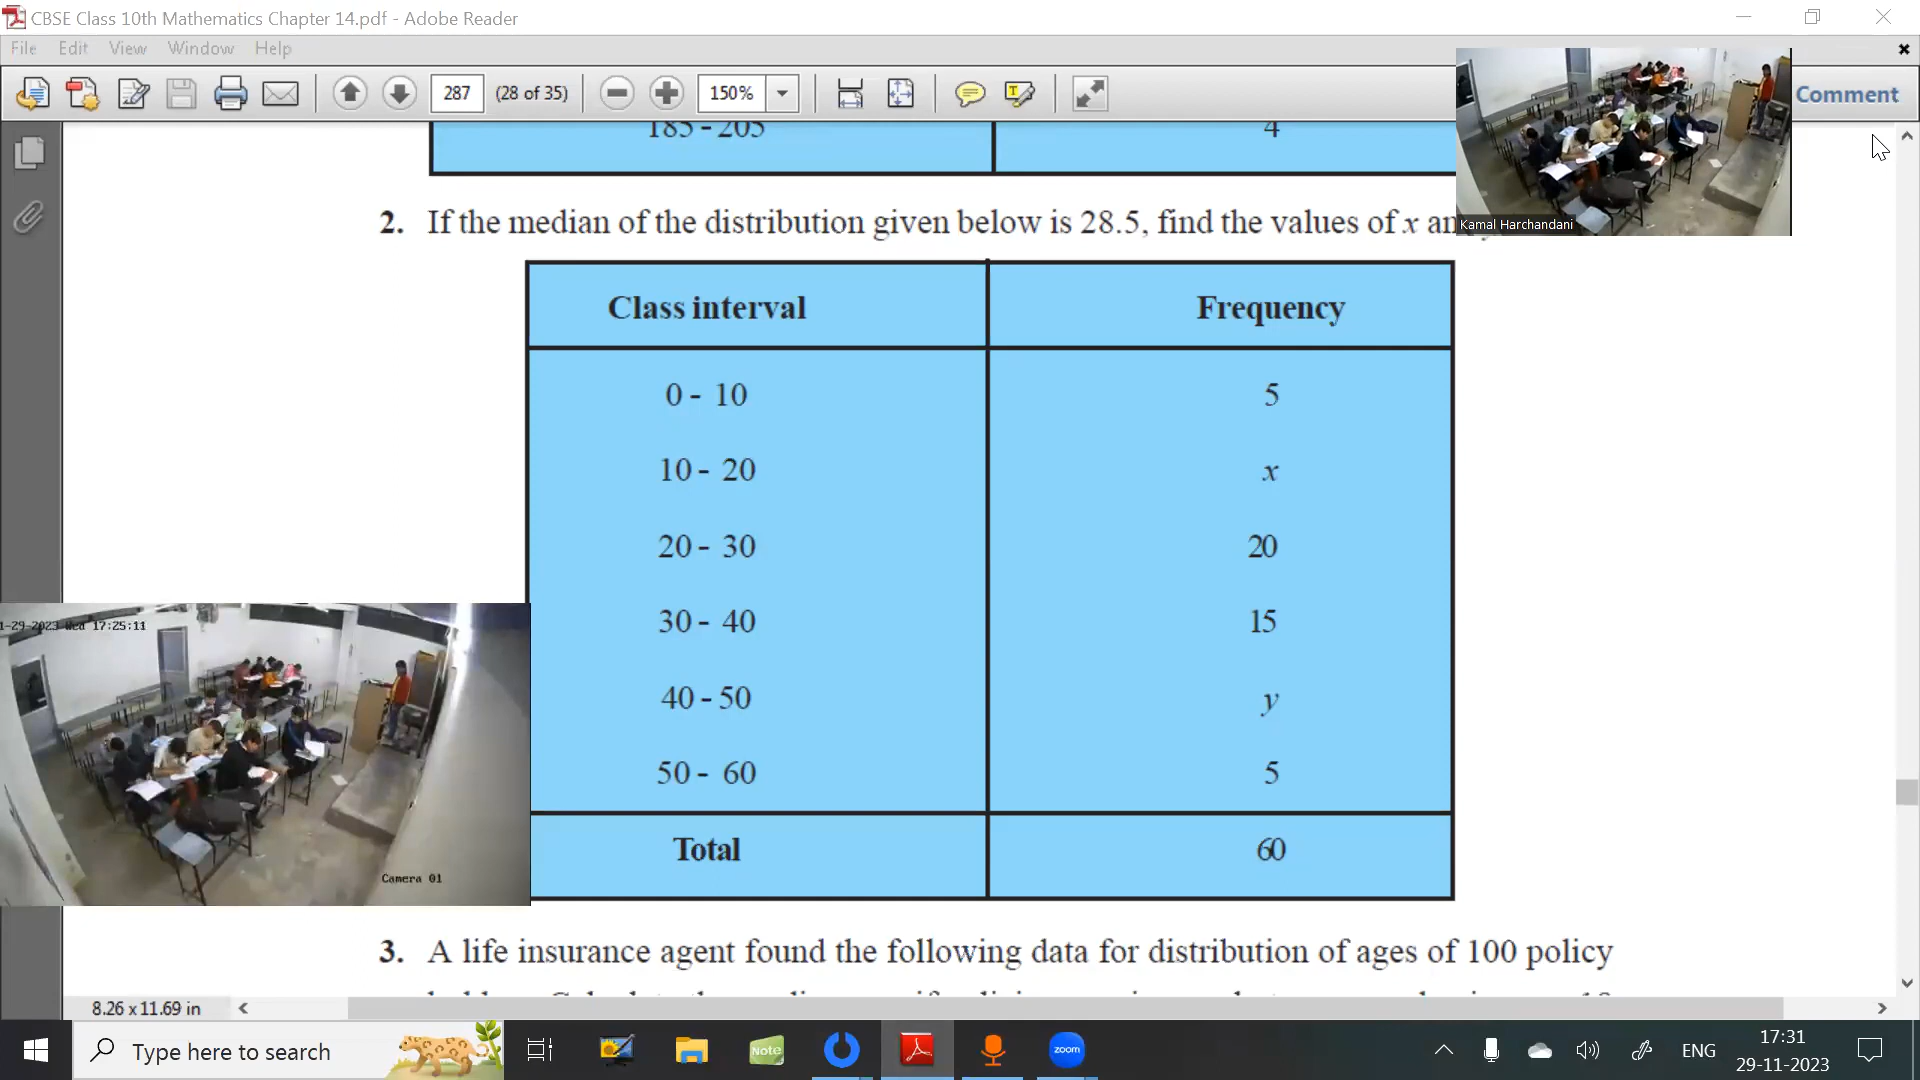 CBSE Class 10th Mathematics Chapter 14.pdf - Adobe Reader
File Edit View Window Help
287 (28 of 35) 150% Comment
185 - 205 4
Kamal Harchandani
2. If the median of the distribution given below is 28.5, find the values of x
Class interval Frequency
0 - 10 5
10 - 20 x
20 - 30 20
30 - 40 15
40 - 50 y
50 - 60 5
Total 60
17:25:11
Camera 01
3. A life insurance agent found the following data for distribution of ages of 100 policy
8.26 x 11.69 in
Type here to search
Note
zoom
ENG
17:31
29-11-2023